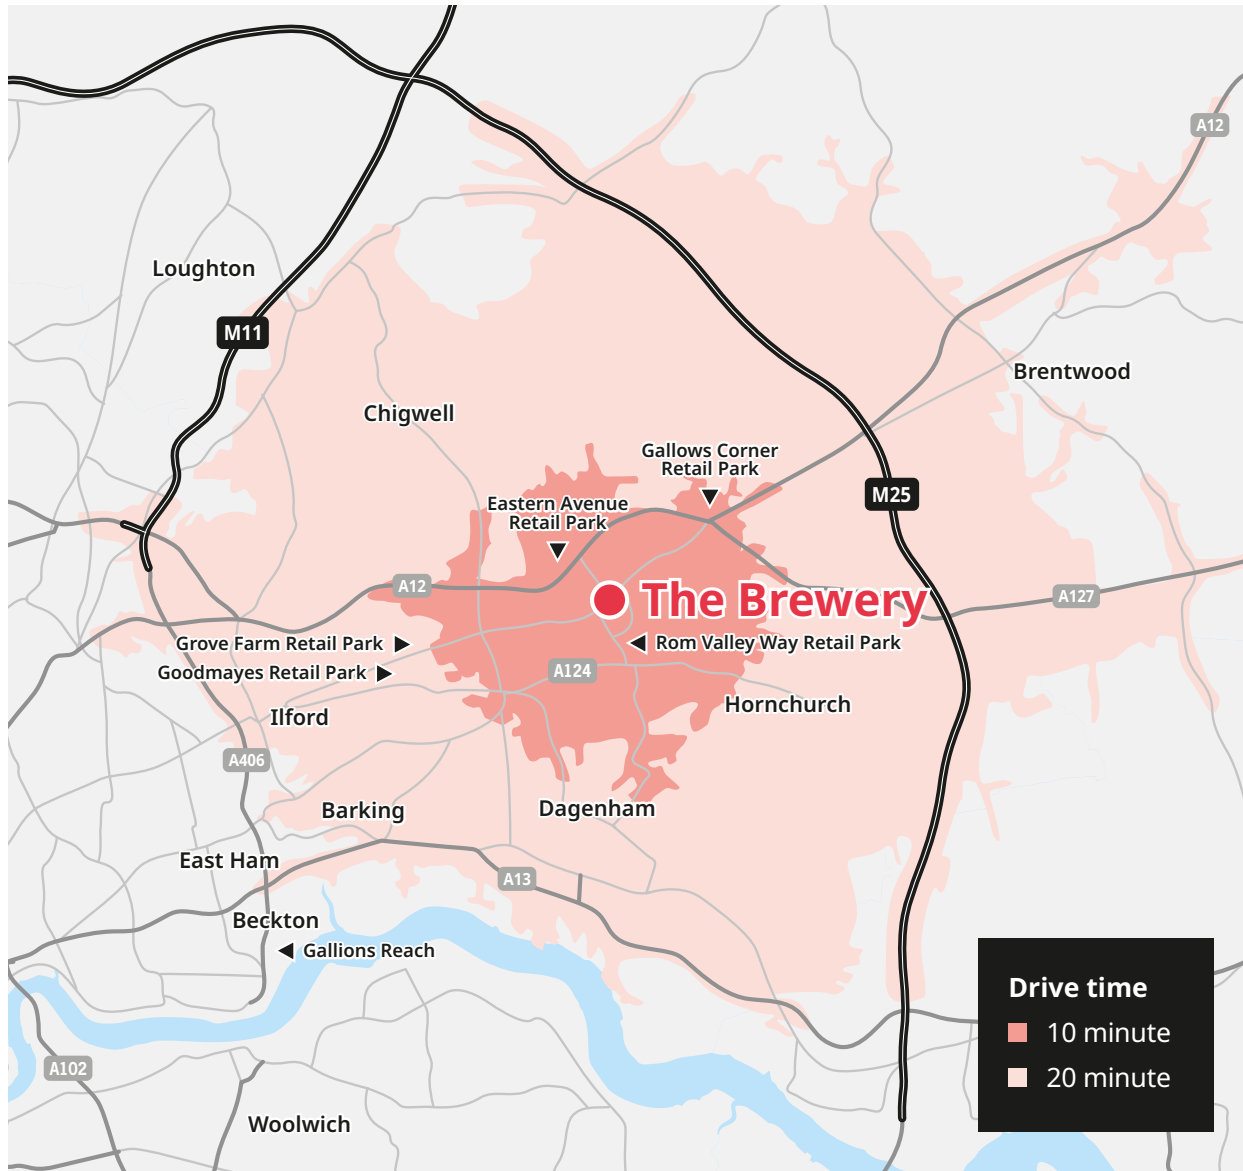 A12
Loughton
M11
Brentwood
Chigwell
Gallows Corner
Retail Park
M25
Eastern Avenue
Retail Park
A12
The Brewery
A127
Grove Farm Retail Park
Rom Valley Way Retail Park
Goodmayes Retail Park
A124
Hornchurch
Ilford
A406
Barking
Dagenham
East Ham
A13
Beckton
Gallions Reach
Drive time
10 minute
20 minute
A102
Woolwich